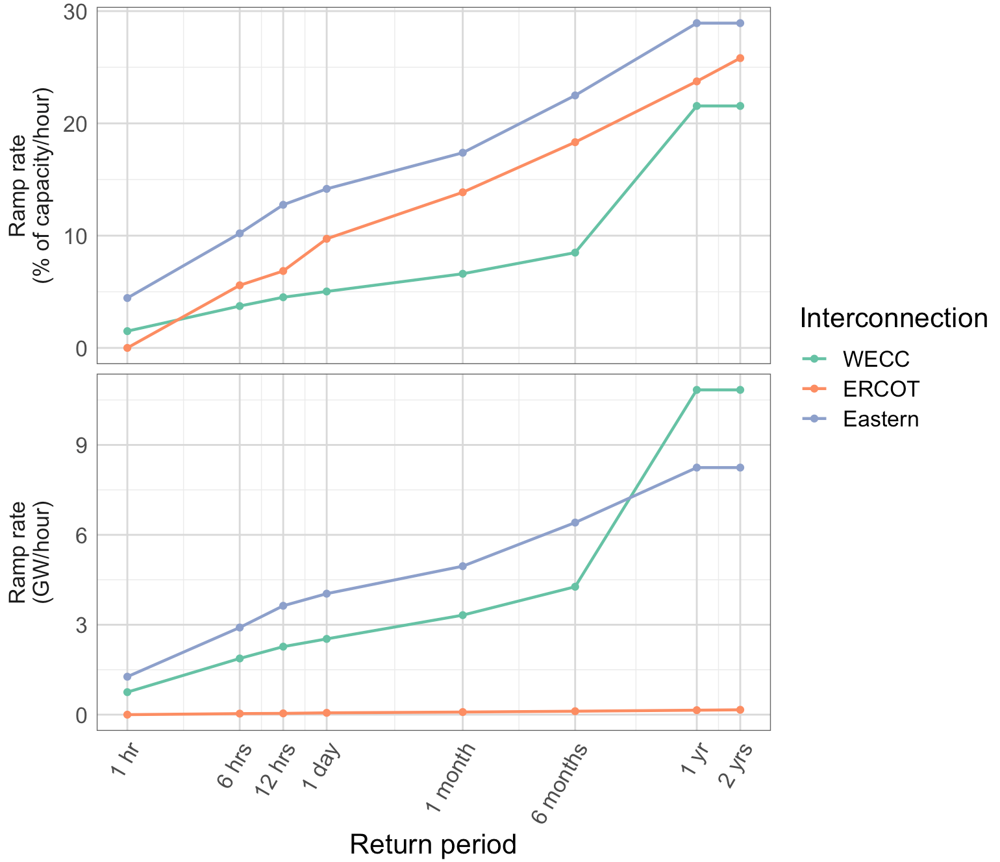 30
20
10
0
Ramp rate
(% of capacity/hour)
9
6
3
0
Ramp rate
(GW/hour)
1 hr
6 hrs
12 hrs
1 day
1 month
6 months
1 yr
2 yrs
Return period
Interconnection
WECC
ERCOT
Eastern